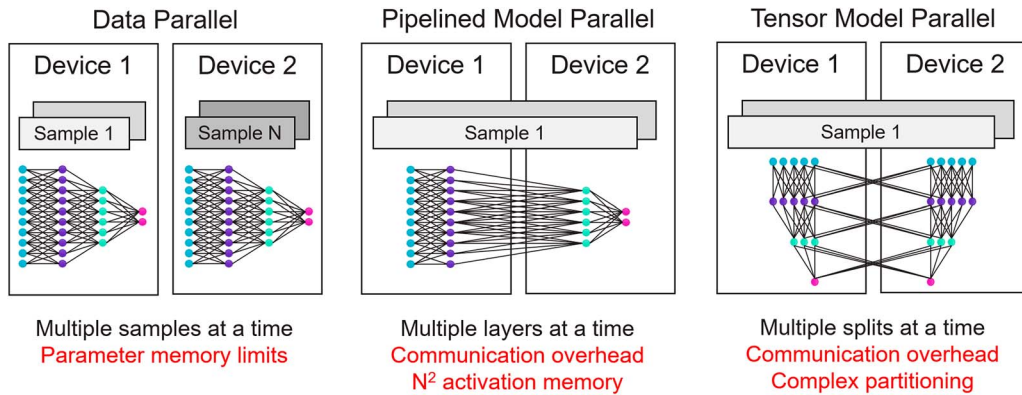 Data Parallel
Device 1
Device 2
Sample 1
Sample N
Multiple samples at a time
Parameter memory limits
Pipelined Model Parallel
Device 1
Device 2
Sample 1
Multiple layers at a time
Communication overhead
N² activation memory
Tensor Model Parallel
Device 1
Device 2
Sample 1
Multiple splits at a time
Communication overhead
Complex partitioning